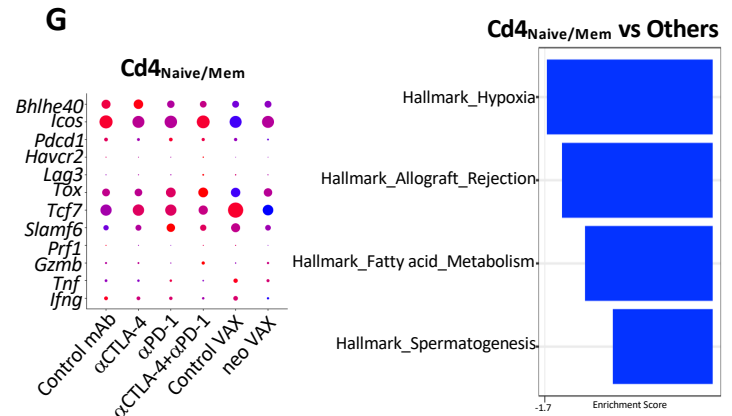 G
Cd4Naive/Mem
Bhlhe40
Icos
Pdcd1
Havcr2
Lag3
Tox
Tcf7
Slamf6
Prf1
Gzmb
Tnf
Ifng
Control mAb
αCTLA-4
αPD-1
αCTLA-4+αPD-1
Control VAX
neo VAX
Cd4Naive/Mem vs Others
Hallmark_Hypoxia
Hallmark_Allograft_Rejection
Hallmark_Fatty acid_Metabolism
Hallmark_Spermatogenesis
-1.7
Enrichment Score